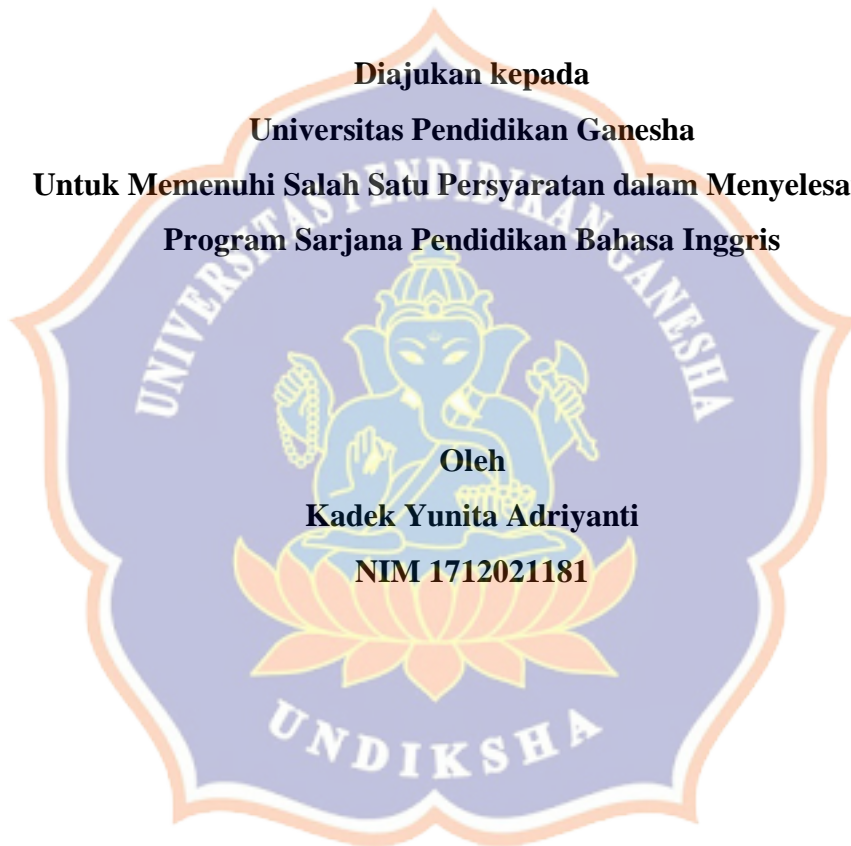 Diajukan kepada
Universitas Pendidikan Ganesha
Untuk Memenuhi Salah Satu Persyaratan dalam Menyelesa
Program Sarjana Pendidikan Bahasa Inggris
UNIVERSITAS PENDIDIKAN GANESHA
Oleh
Kadek Yunita Adriyanti
NIM 1712021181
UNDIKSHA